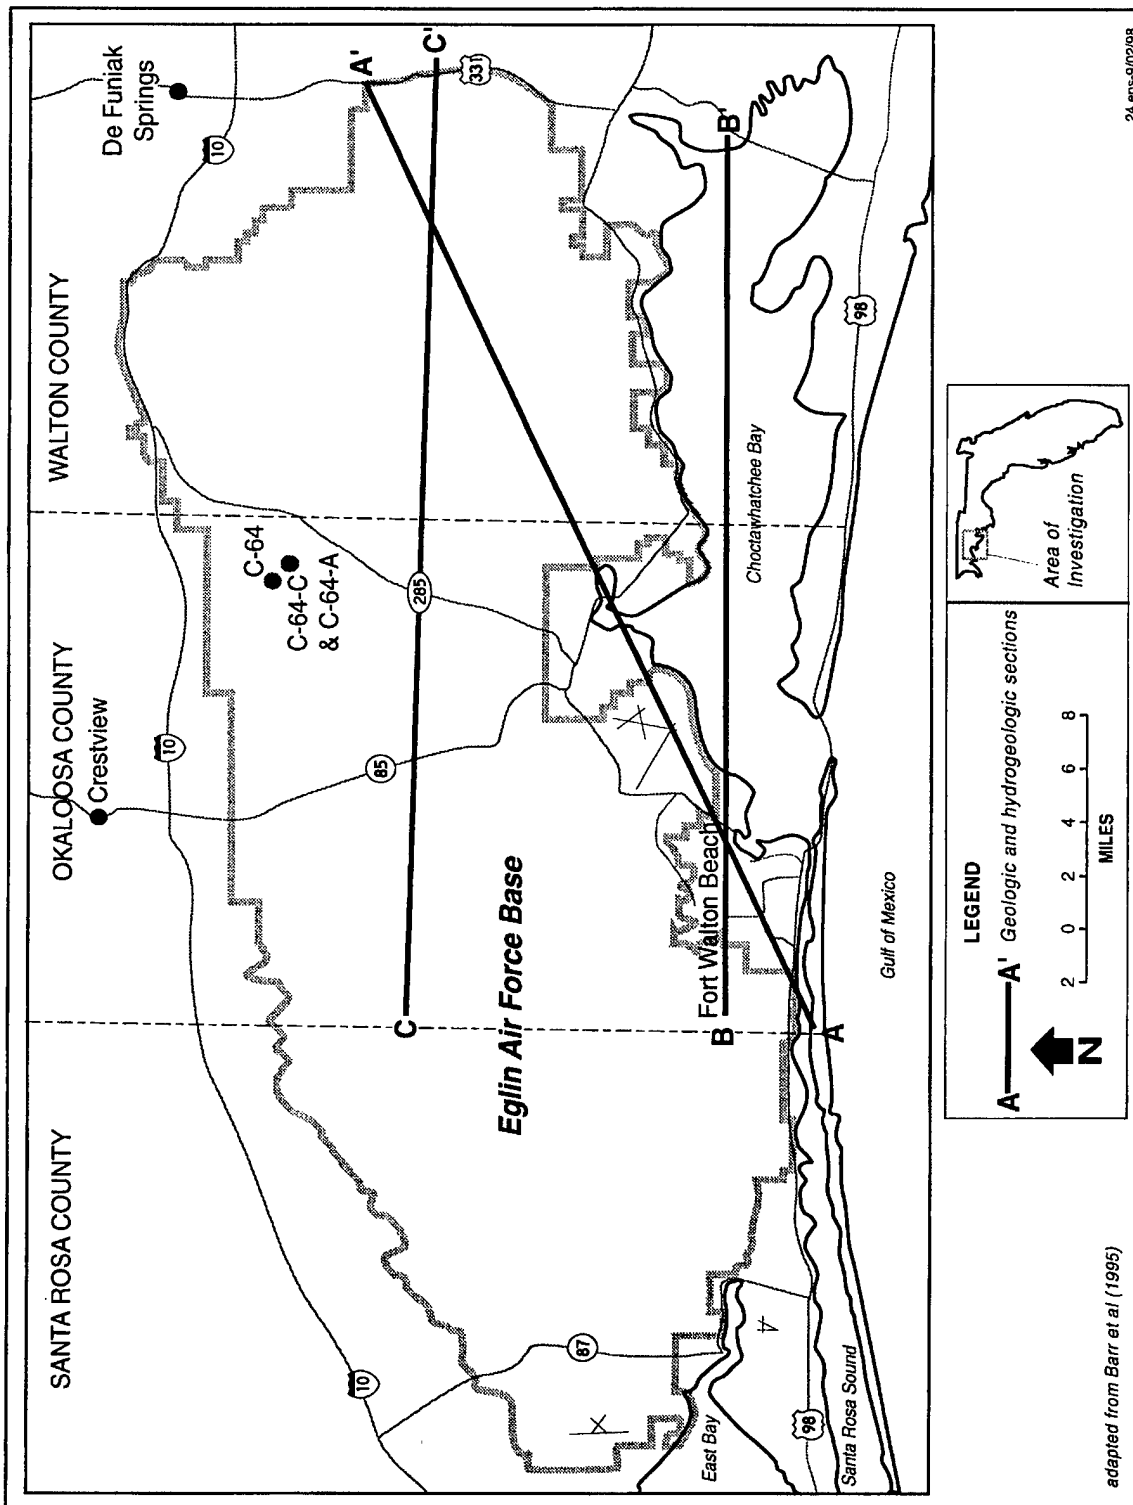 SANTA ROSA COUNTY
OKALOOSA COUNTY
WALTON COUNTY
De Funiak
Springs
Crestview
10
10
10
C-64
C-64-C
& C-64-A
A'
C'
331
85
285
C
Eglin Air Force Base
87
B
Fort Walton Beach
B'
A
Choctawhatchee Bay
98
East Bay
98
Santa Rosa Sound
Gulf of Mexico
LEGEND
A A' Geologic and hydrogeologic sections
N
2 0 2 4 6 8
MILES
Area of
Investigation
adapted from Barr et al (1995)